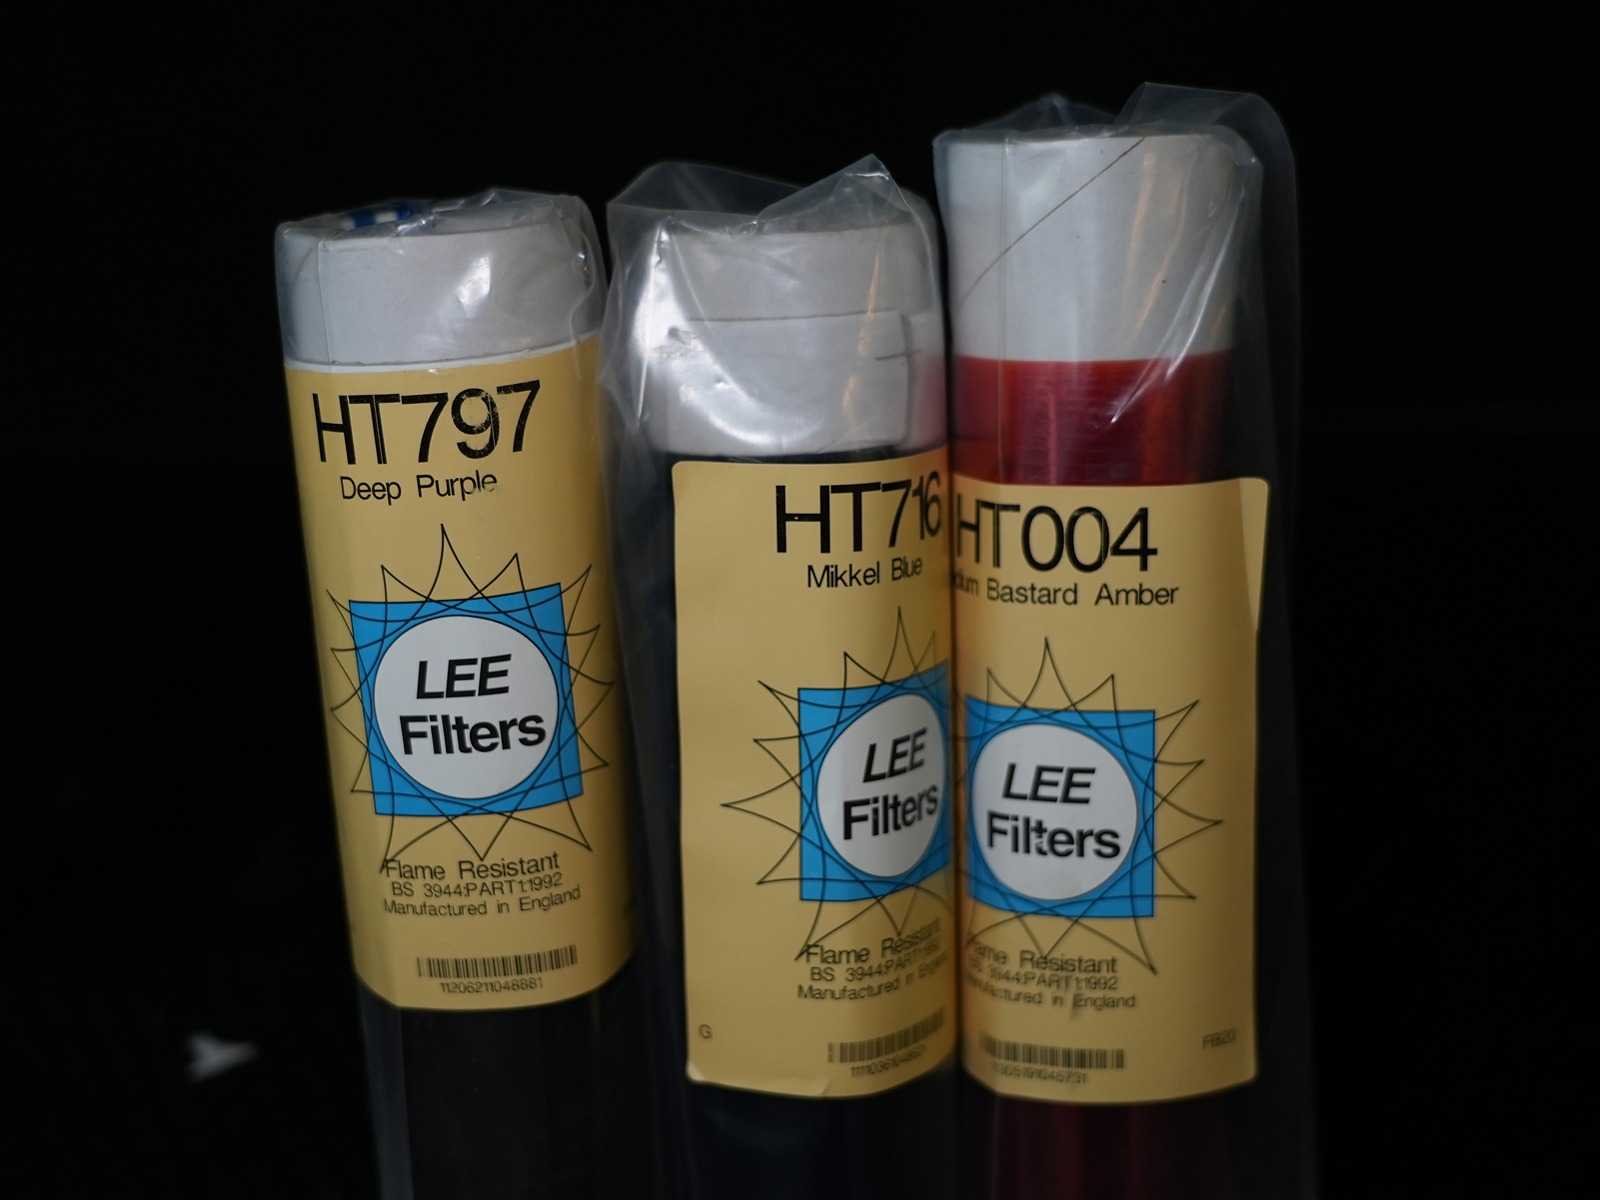 HT797
Deep Purple
LEE
Filters
Flame Resistant
BS 3944:PART1:1992
Manufactured in England
11206211048881
HT716
Mikkel Blue
LEE
Filters
Flame Resistant
BS 3944:PART1:1992
Manufactured in England
G
HT004
Bastard Amber
LEE
Filters
Flame Resistant
BS 3944:PART1:1992
Manufactured in England